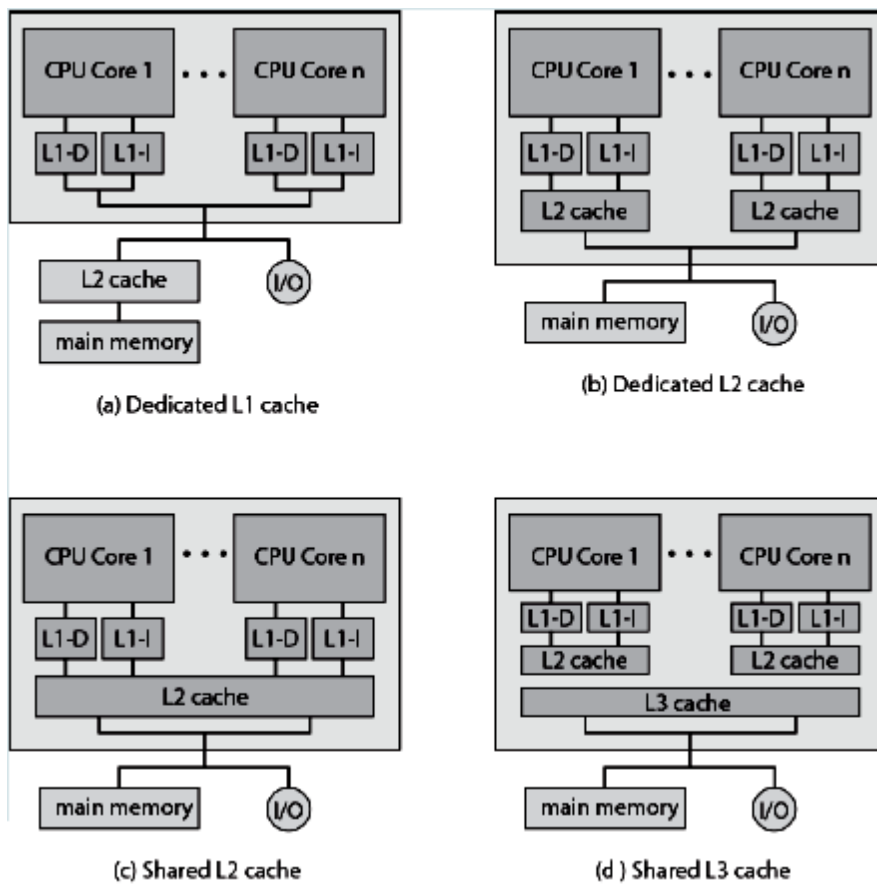 CPU Core 1 • • • CPU Core n
L1-D L1-I L1-D L1-I
L2 cache
I/O
main memory
(a) Dedicated L1 cache
CPU Core 1 • • • CPU Core n
L1-D L1-I L1-D L1-I
L2 cache L2 cache
main memory I/O
(b) Dedicated L2 cache
CPU Core 1 • • • CPU Core n
L1-D L1-I L1-D L1-I
L2 cache
main memory I/O
(c) Shared L2 cache
CPU Core 1 • • • CPU Core n
L1-D L1-I L1-D L1-I
L2 cache L2 cache
L3 cache
main memory I/O
(d ) Shared L3 cache